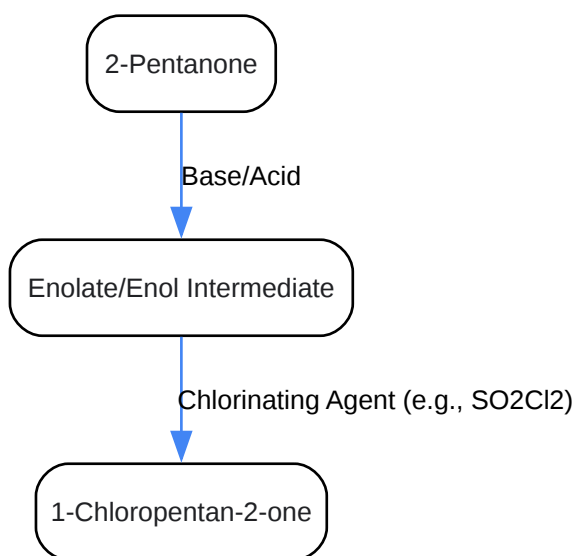 2-Pentanone
Base/Acid
Enolate/Enol Intermediate
Chlorinating Agent (e.g., SO2Cl2)
1-Chloropentan-2-one